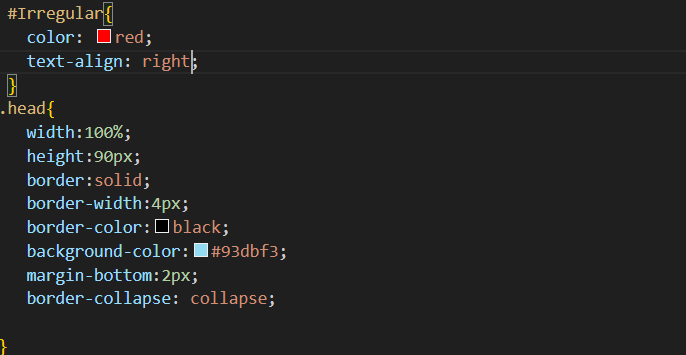 #Irregular{
color: red;
text-align: right;
}
.head{
width:100%;
height:90px;
border:solid;
border-width:4px;
border-color:black;
background-color:#93dbf3;
margin-bottom:2px;
border-collapse: collapse;
}